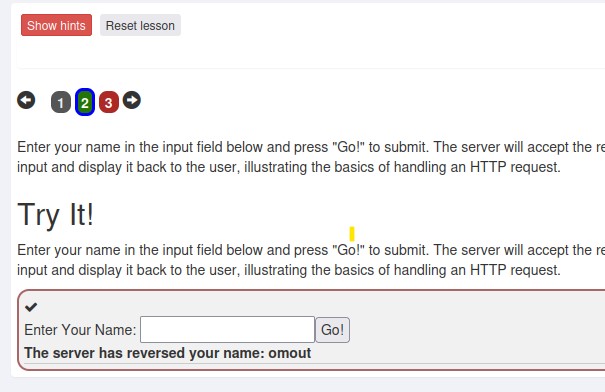 Show hints Reset lesson
1 2 3
Enter your name in the input field below and press "Go!" to submit. The server will accept the re
input and display it back to the user, illustrating the basics of handling an HTTP request.
Try It!
Enter your name in the input field below and press "Go!" to submit. The server will accept the re
input and display it back to the user, illustrating the basics of handling an HTTP request.
Enter Your Name: Go!
The server has reversed your name: omout